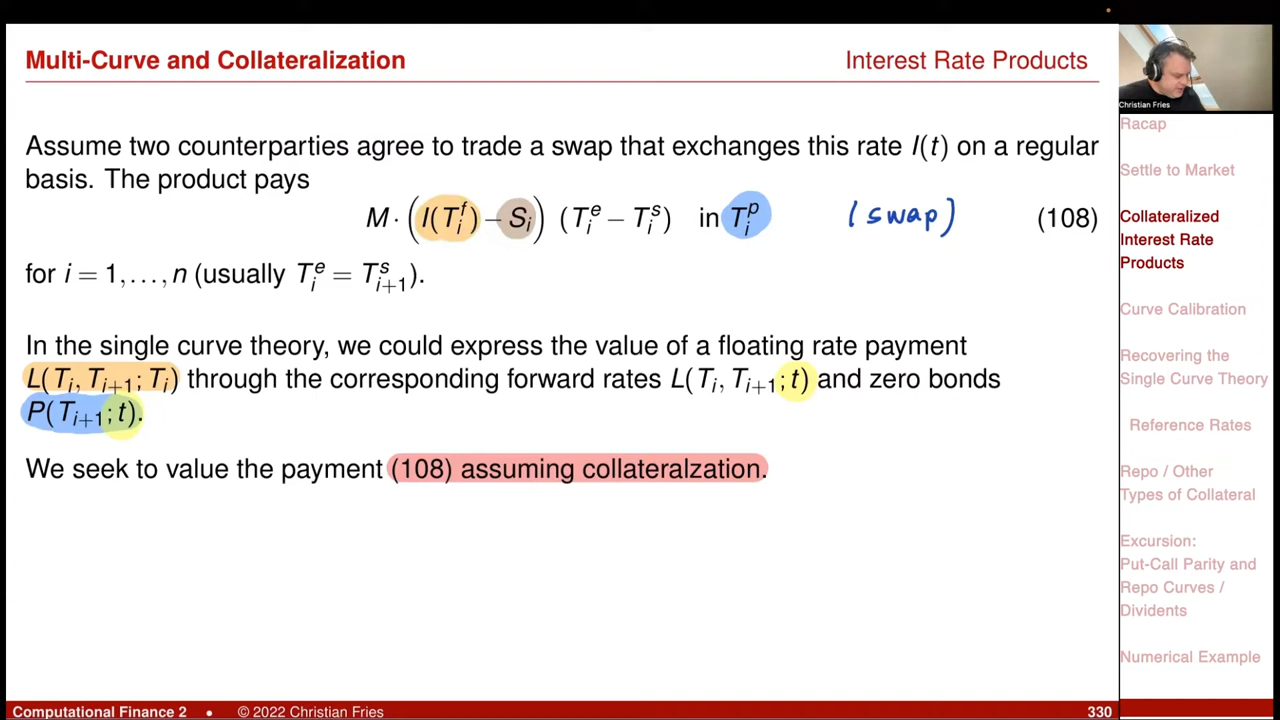 Multi-Curve and Collateralization
Interest Rate Products
Christian Fries
Assume two counterparties agree to trade a swap that exchanges this rate I(t) on a regular
basis. The product pays
M · ( I(T_i^f) − S_i ) (T_i^e − T_i^s) in T_i^p (swap) (108)
for i = 1, . . . , n (usually T_i^e = T_{i+1}^s).
In the single curve theory, we could express the value of a floating rate payment
L(T_i, T_{i+1}; T_i) through the corresponding forward rates L(T_i, T_{i+1}; t) and zero bonds
P(T_{i+1}; t).
We seek to value the payment (108) assuming collateralzation.
Racap
Settle to Market
Collateralized
Interest Rate
Products
Curve Calibration
Recovering the
Single Curve Theory
Reference Rates
Repo / Other
Types of Collateral
Excursion:
Put-Call Parity and
Repo Curves /
Dividents
Numerical Example
Computational Finance 2 • © 2022 Christian Fries
330